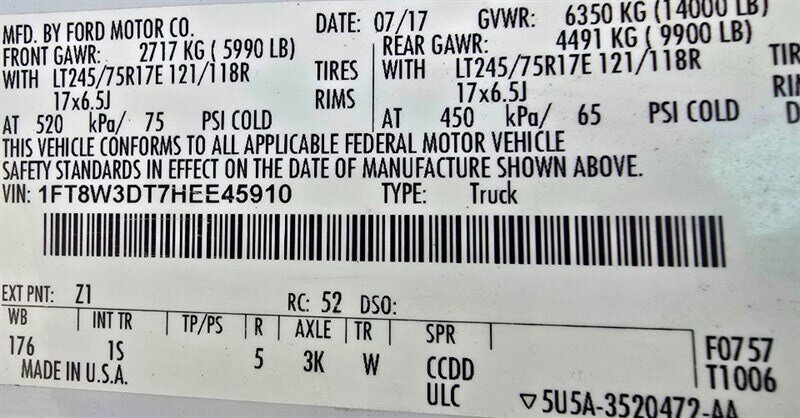 MFD. BY FORD MOTOR CO. DATE: 07/17 GVWR: 6350 KG (14000 LB)
FRONT GAWR: 2717 KG ( 5990 LB) REAR GAWR: 4491 KG ( 9900 LB)
WITH LT245/75R17E 121/118R TIRES WITH LT245/75R17E 121/118R
17x6.5J RIMS 17x6.5J
AT 520 kPa/ 75 PSI COLD AT 450 kPa/ 65 PSI COLD
THIS VEHICLE CONFORMS TO ALL APPLICABLE FEDERAL MOTOR VEHICLE
SAFETY STANDARDS IN EFFECT ON THE DATE OF MANUFACTURE SHOWN ABOVE.
VIN: 1FT8W3DT7HEE45910 TYPE: Truck
EXT PNT: Z1 RC: 52 DSO:
WB INT TR TP/PS R AXLE TR SPR
176 1S 5 3K W CCDD F0757
MADE IN U.S.A. ULC T1006
▽5U5A-3520472-AA